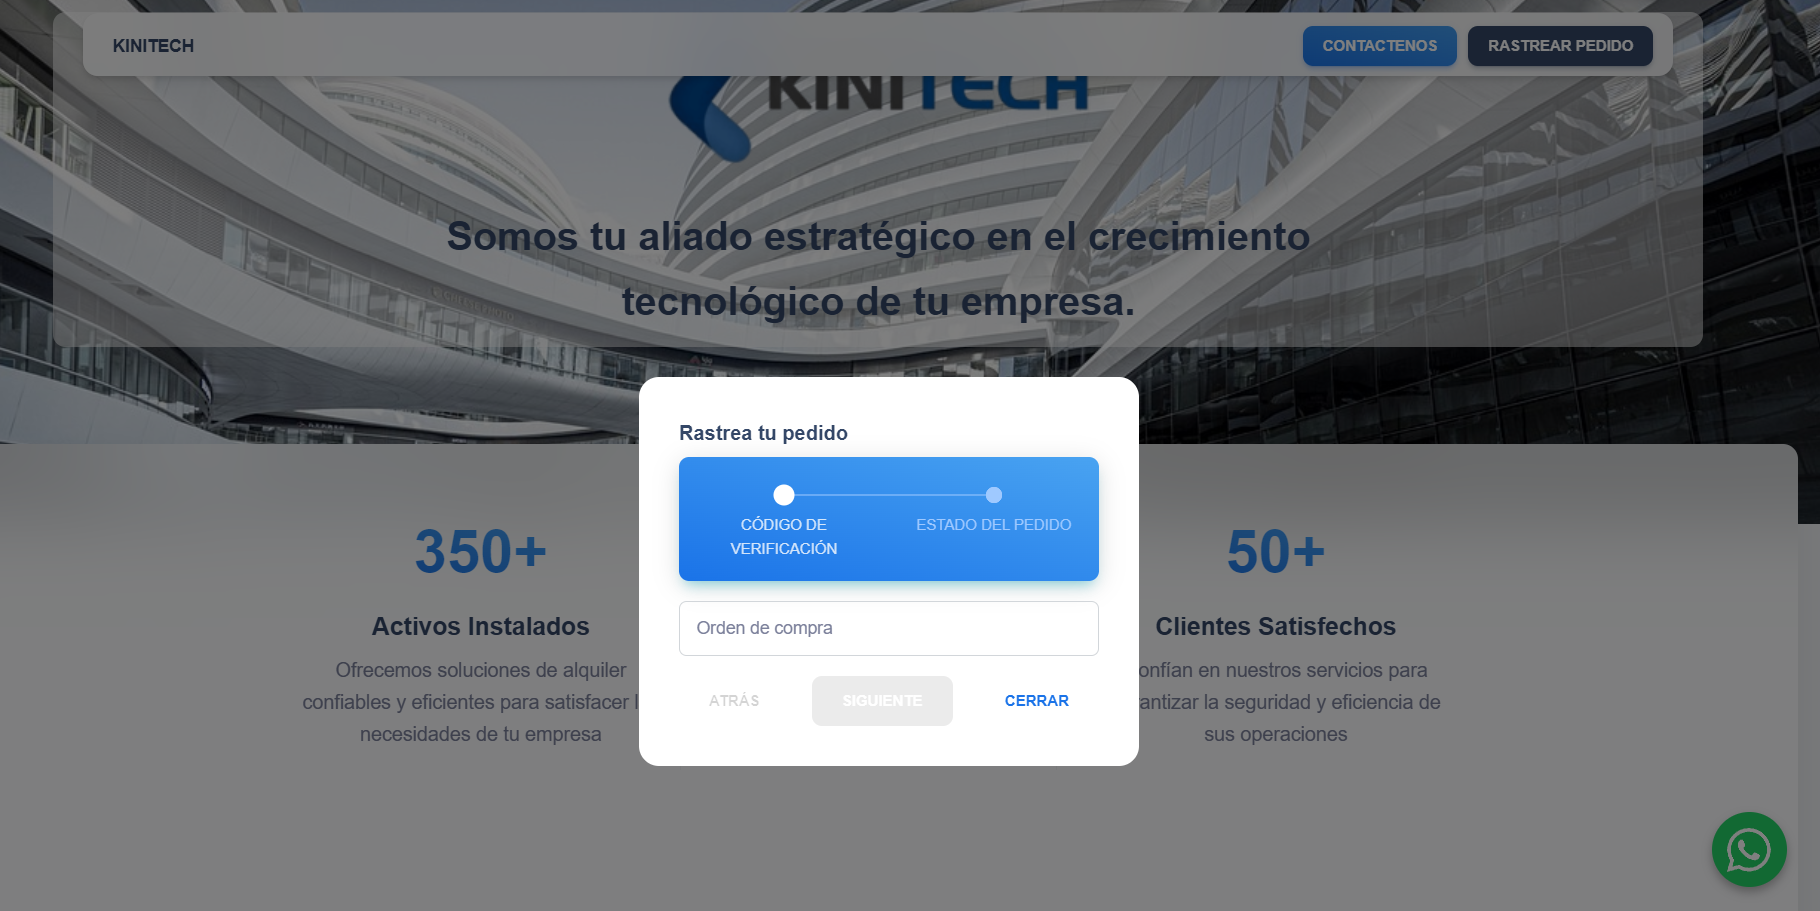 KINITECH
CONTACTENOS
RASTREAR PEDIDO
KINITECH
Somos tu aliado estratégico en el crecimiento
tecnológico de tu empresa.
Rastrea tu pedido
CÓDIGO DE
VERIFICACIÓN
ESTADO DEL PEDIDO
Orden de compra
ATRÁS
SIGUIENTE
CERRAR
350+
Activos Instalados
Ofrecemos soluciones de alquiler
confiables y eficientes para satisfacer
necesidades de tu empresa
50+
Clientes Satisfechos
onfían en nuestros servicios para
antizar la seguridad y eficiencia de
sus operaciones